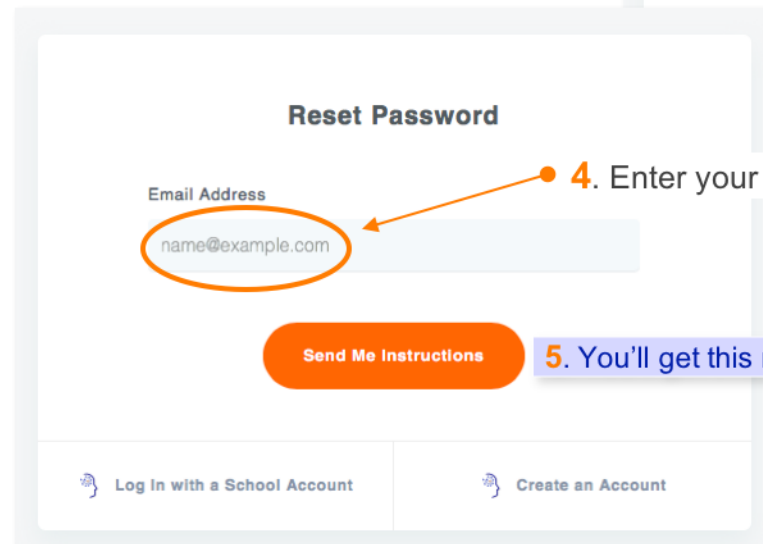 Reset Password
4. Enter your
Email Address
name@example.com
Send Me Instructions
5. You'll get this
Log In with a School Account
Create an Account